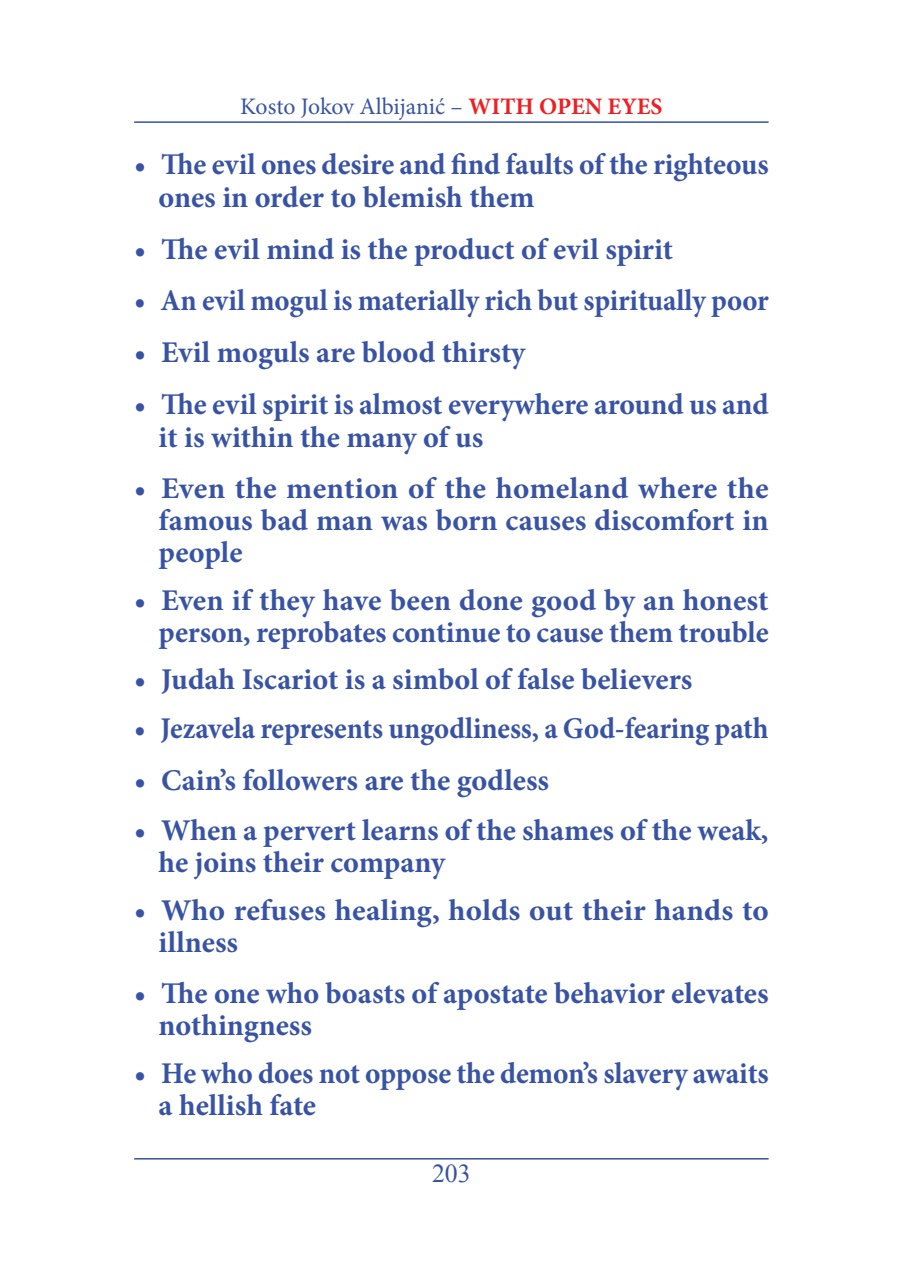 Kosto Jokov Albijanić – WITH OPEN EYES
• The evil ones desire and find faults of the righteous
ones in order to blemish them
• The evil mind is the product of evil spirit
• An evil mogul is materially rich but spiritually poor
• Evil moguls are blood thirsty
• The evil spirit is almost everywhere around us and
it is within the many of us
• Even the mention of the homeland where the
famous bad man was born causes discomfort in
people
• Even if they have been done good by an honest
person, reprobates continue to cause them trouble
• Judah Iscariot is a simbol of false believers
• Jezavela represents ungodliness, a God-fearing path
• Cain’s followers are the godless
• When a pervert learns of the shames of the weak,
he joins their company
• Who refuses healing, holds out their hands to
illness
• The one who boasts of apostate behavior elevates
nothingness
• He who does not oppose the demon’s slavery awaits
a hellish fate
203